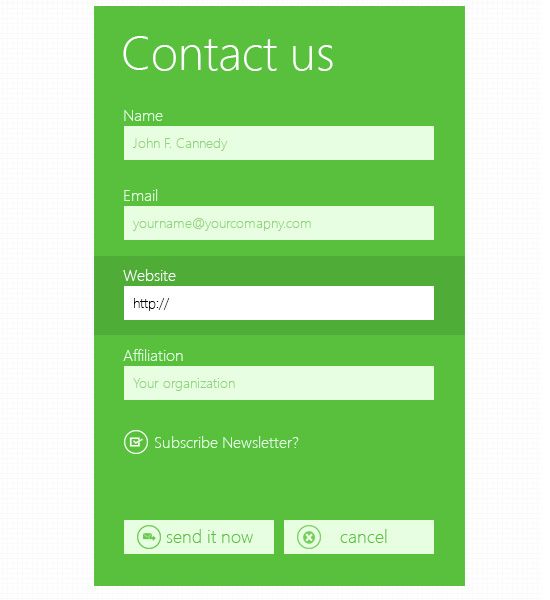 Contact us
Name
John F. Cannedy
Email
yourname@yourcomapny.com
Website
http://
Affiliation
Your organization
Subscribe Newsletter?
send it now
cancel